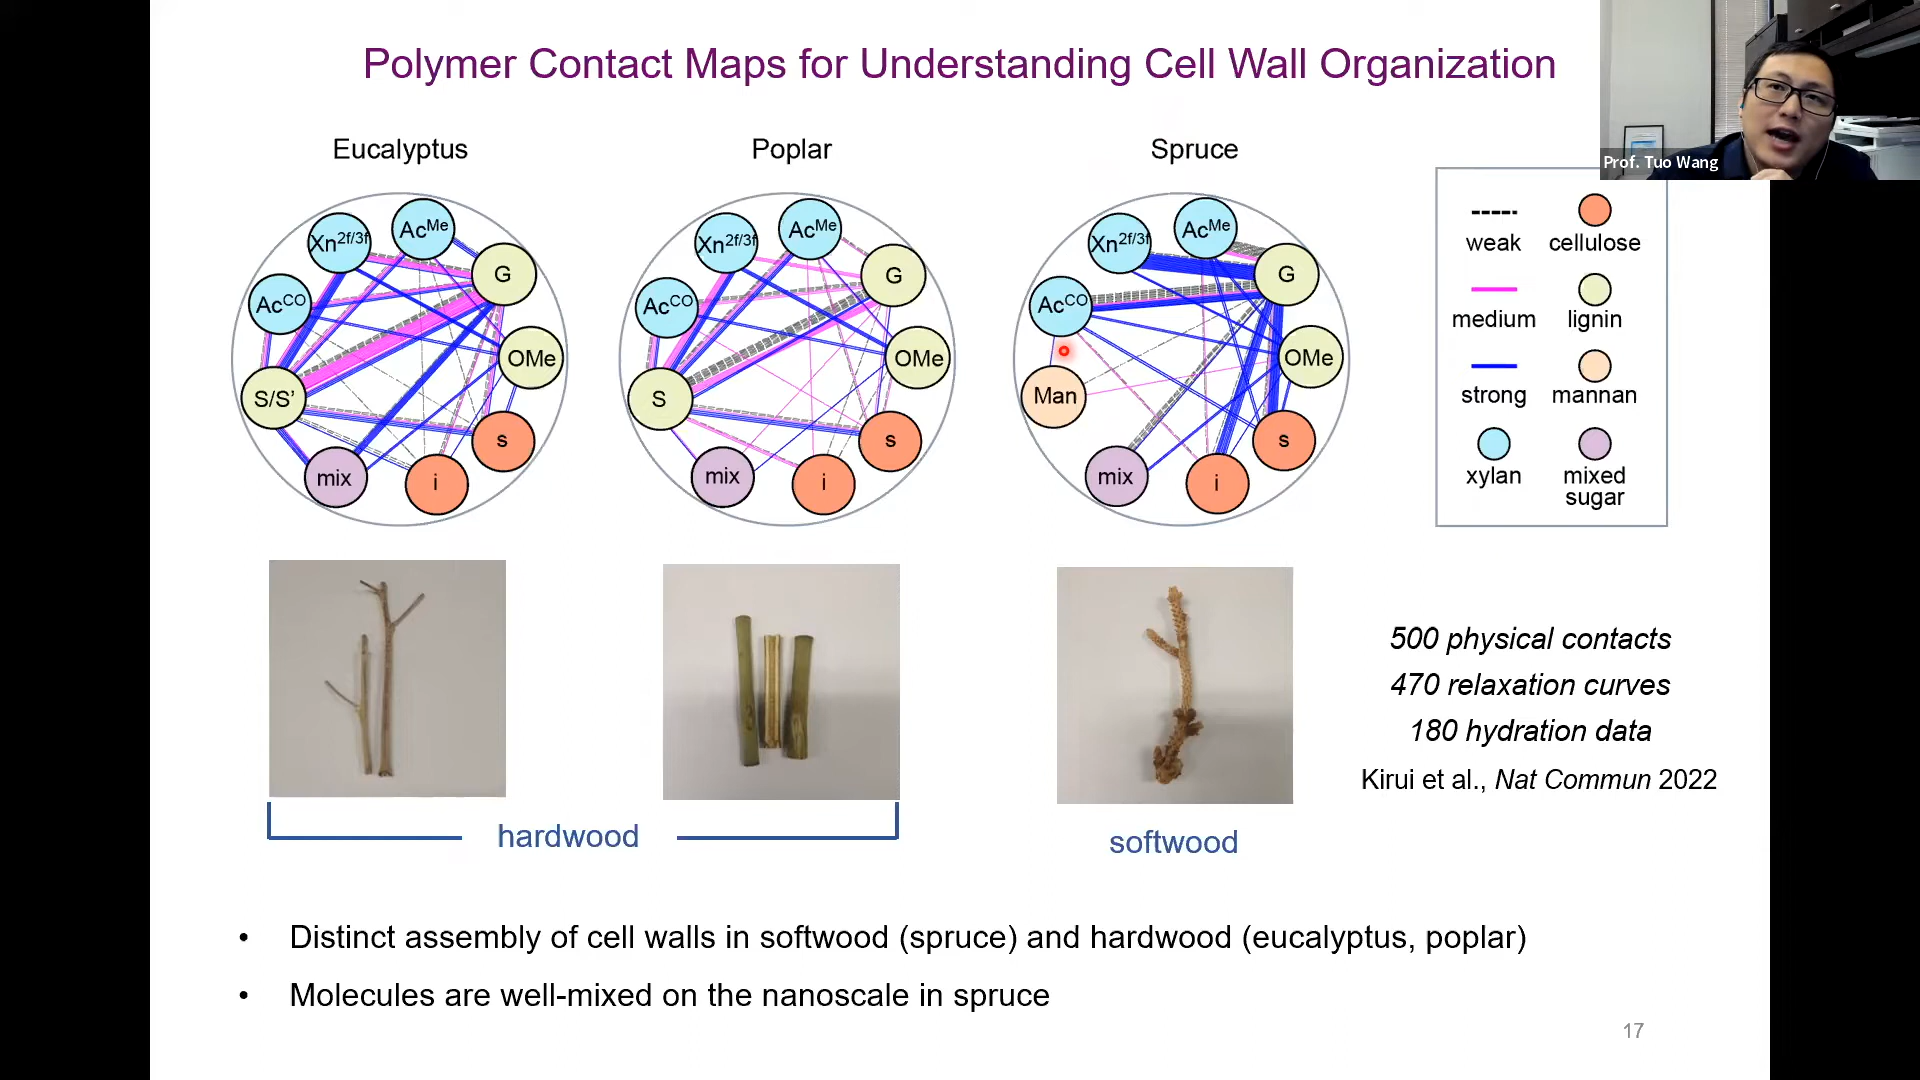 Polymer Contact Maps for Understanding Cell Wall Organization
Prof. Tuo Wang
Eucalyptus
Xn2f/3f
AcMe
G
AcCO
OMe
S/S’
s
mix
i
Poplar
Xn2f/3f
AcMe
G
AcCO
OMe
S
s
mix
i
Spruce
Xn2f/3f
AcMe
G
AcCO
OMe
Man
s
mix
i
weak
cellulose
medium
lignin
strong
mannan
xylan
mixed
sugar
500 physical contacts
470 relaxation curves
180 hydration data
Kirui et al., Nat Commun 2022
hardwood
softwood
• Distinct assembly of cell walls in softwood (spruce) and hardwood (eucalyptus, poplar)
• Molecules are well-mixed on the nanoscale in spruce
17